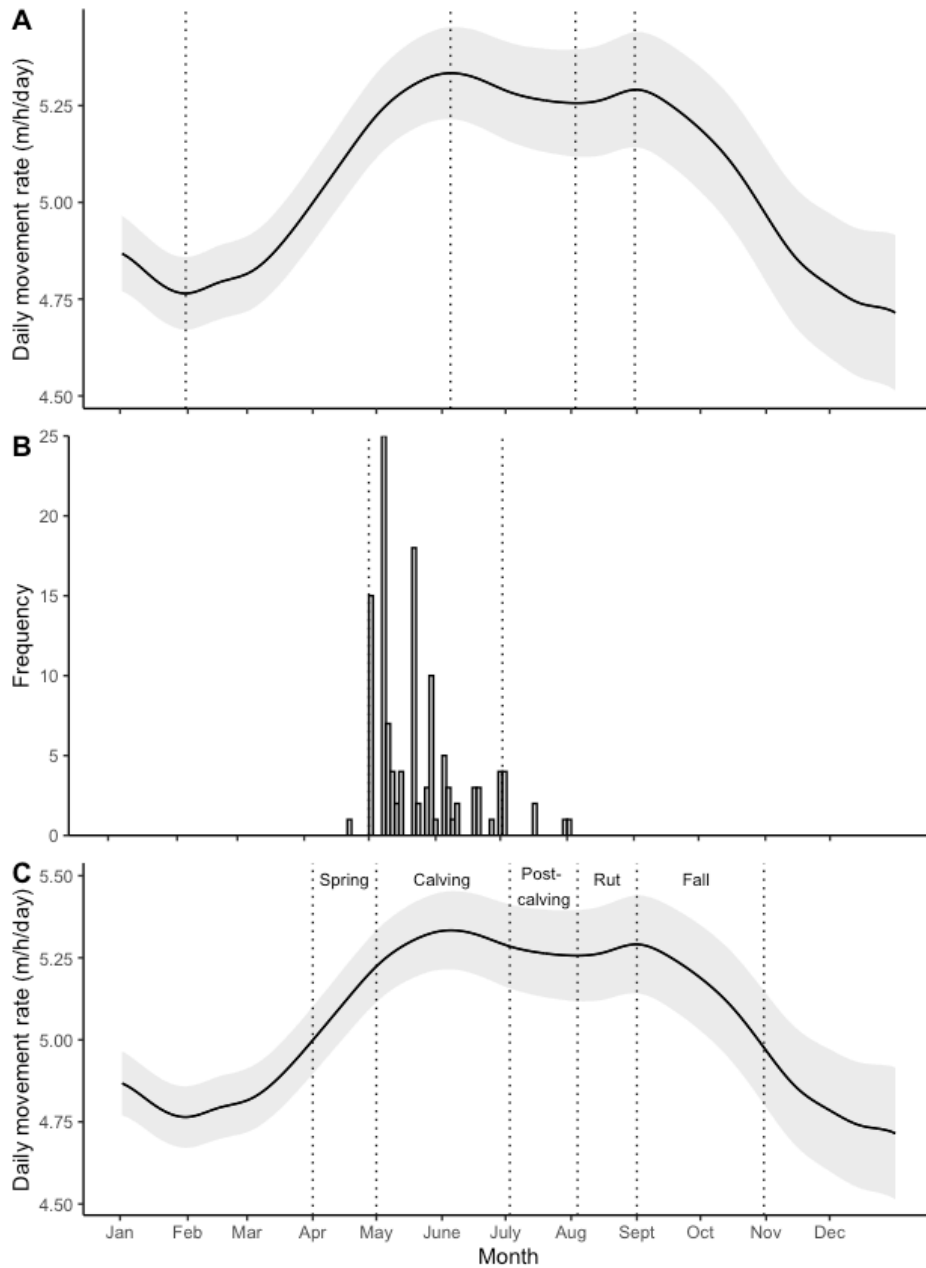 A
Daily movement rate (m/h/day)
5.25
5.00
4.75
4.50
B
Frequency
25
20
15
10
5
0
C
Daily movement rate (m/h/day)
5.50
5.25
5.00
4.75
4.50
Spring
Calving
Post-
calving
Rut
Fall
Jan Feb Mar Apr May June July Aug Sept Oct Nov Dec
Month